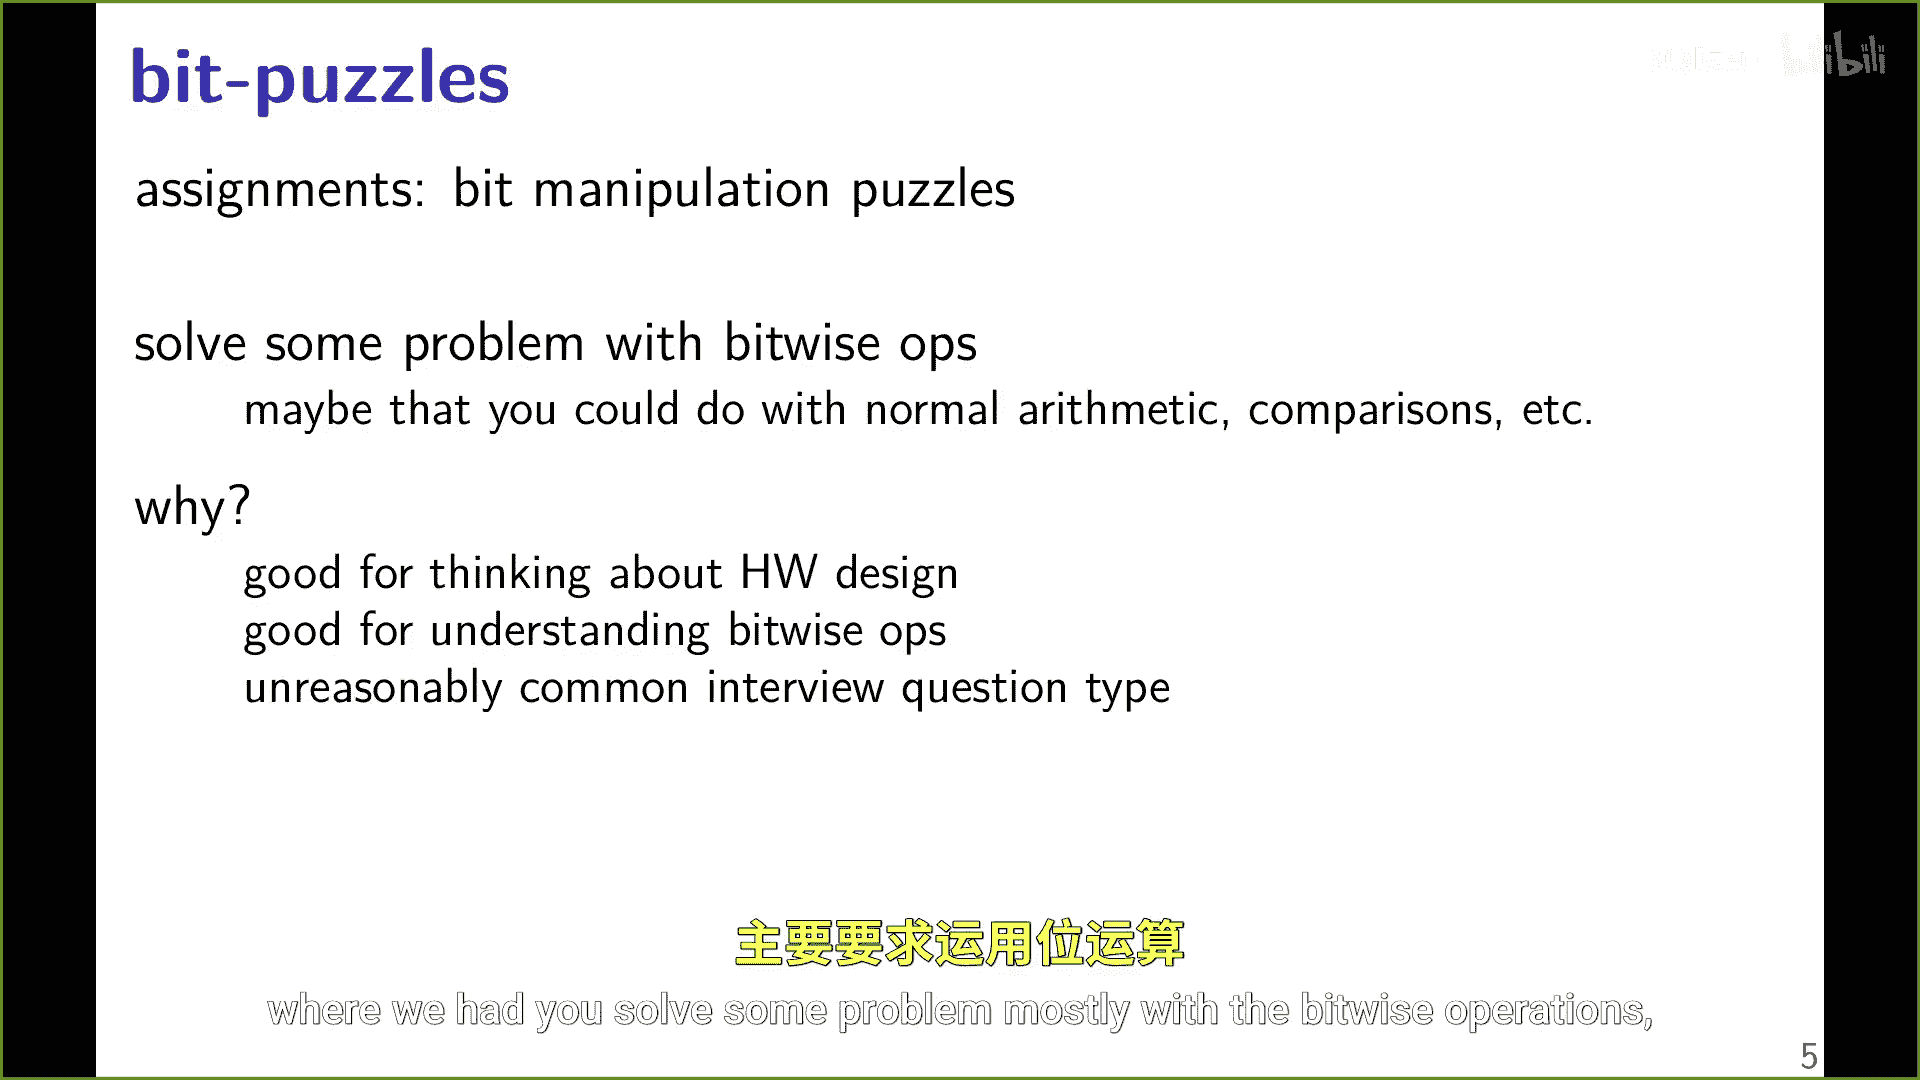 bit-puzzles
assignments: bit manipulation puzzles
solve some problem with bitwise ops
maybe that you could do with normal arithmetic, comparisons, etc.
why?
good for thinking about HW design
good for understanding bitwise ops
unreasonably common interview question type
主要要求运用位运算
where we had you solve some problem mostly with the bitwise operations,
5
bilibili